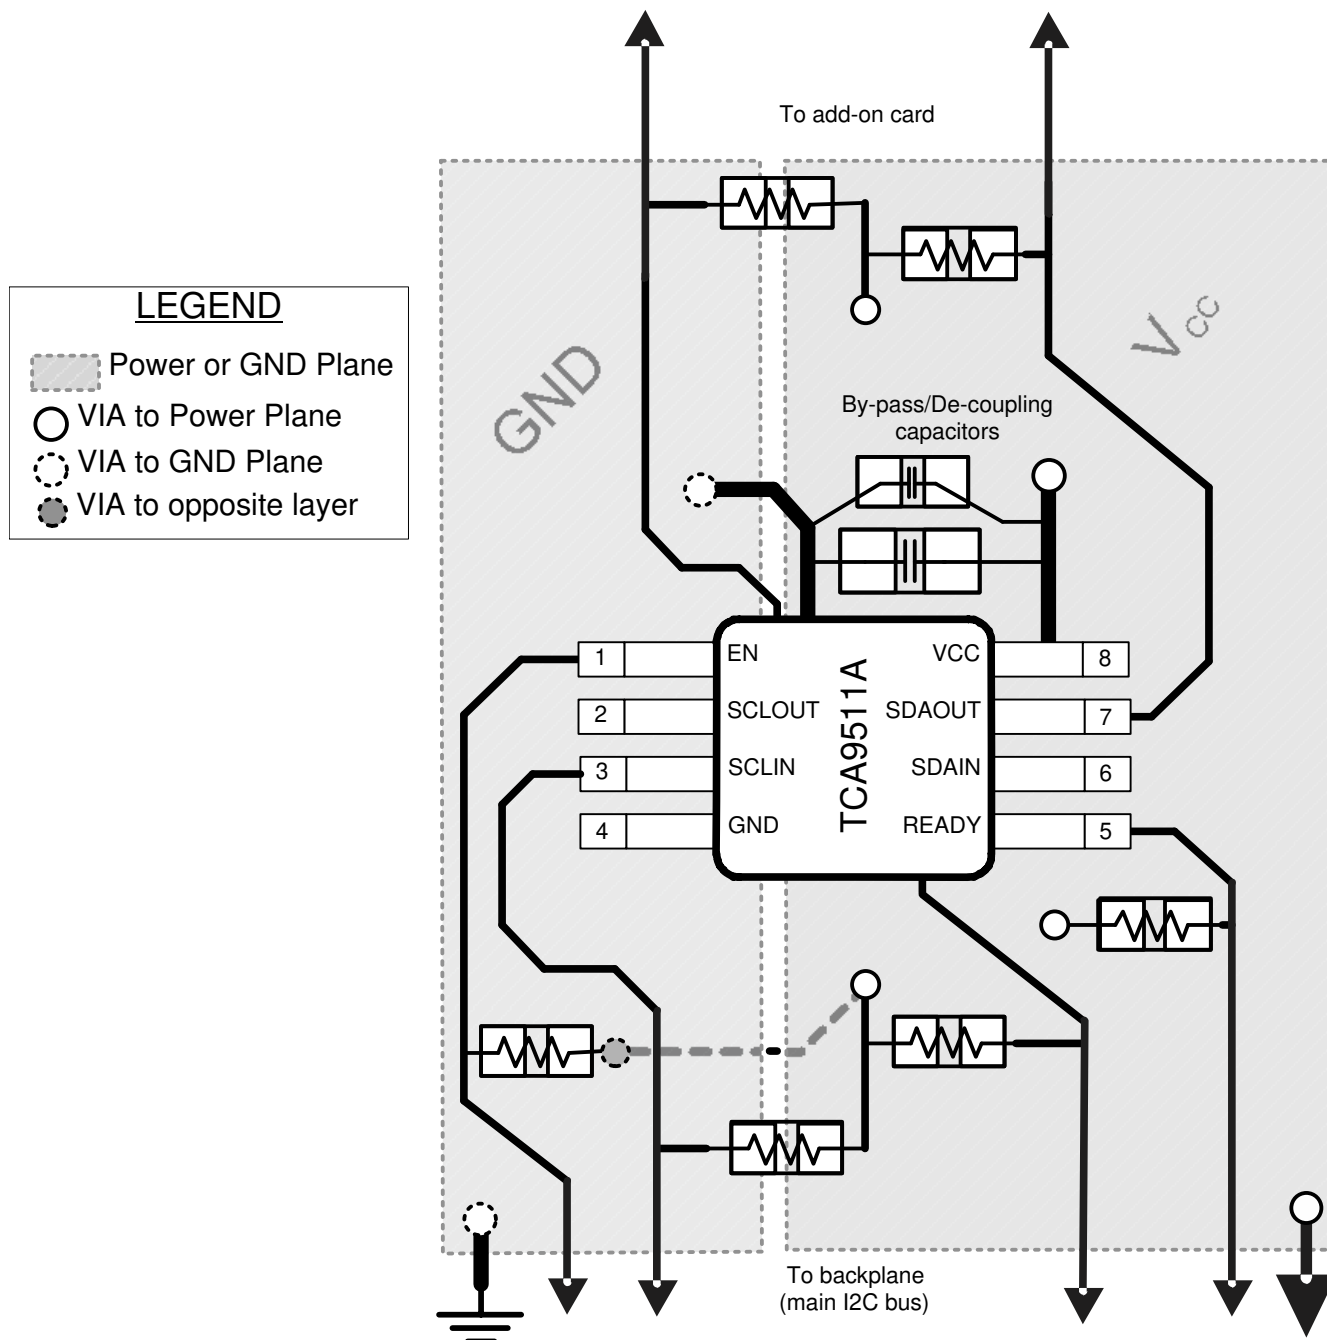 To add-on card
LEGEND
Power or GND Plane
VIA to Power Plane
VIA to GND Plane
VIA to opposite layer
GND
VCC
By-pass/De-coupling
capacitors
1 EN VCC 8
2 SCLOUT SDAOUT 7
3 SCLIN SDAIN 6
4 GND READY 5
TCA9511A
To backplane
(main I2C bus)